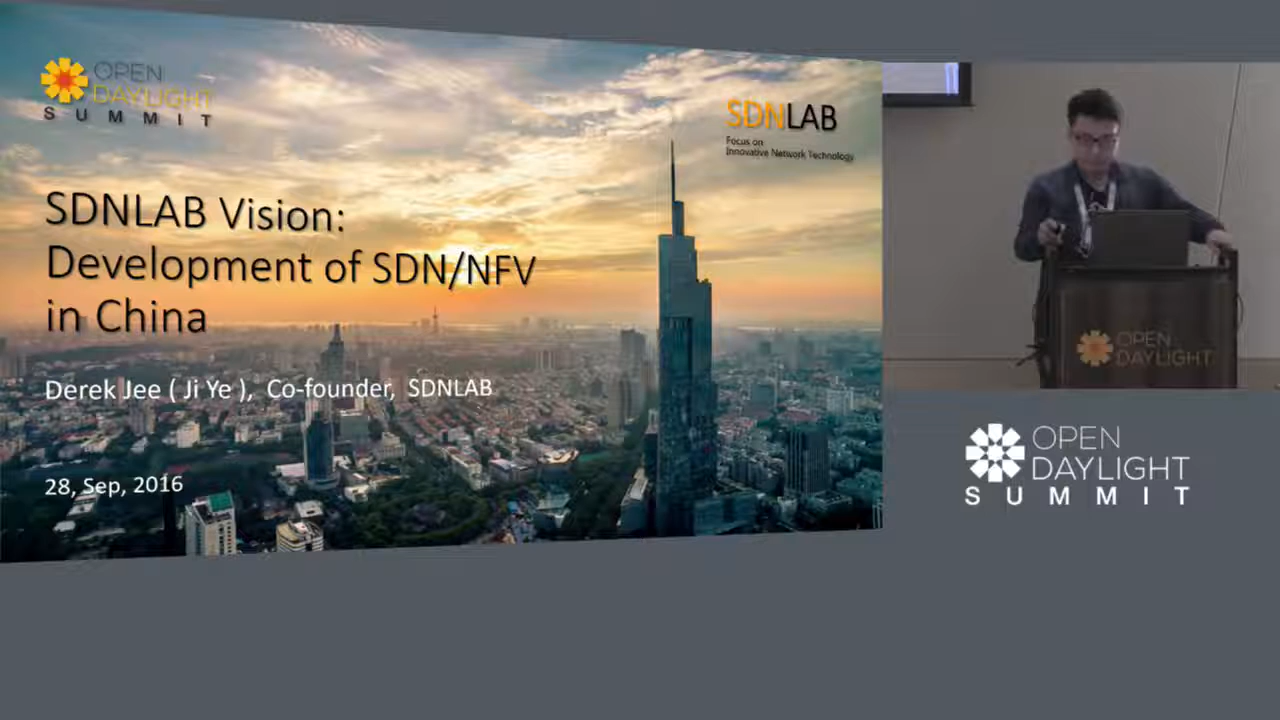 OPEN
DAYLIGHT
SUMMIT
SDNLAB
Focus on
Innovative Network Technology
SDNLAB Vision:
Development of SDN/NFV
in China
Derek Jee ( Ji Ye ), Co-founder, SDNLAB
28, Sep, 2016
OPEN
DAYLIGHT
OPEN
DAYLIGHT
SUMMIT